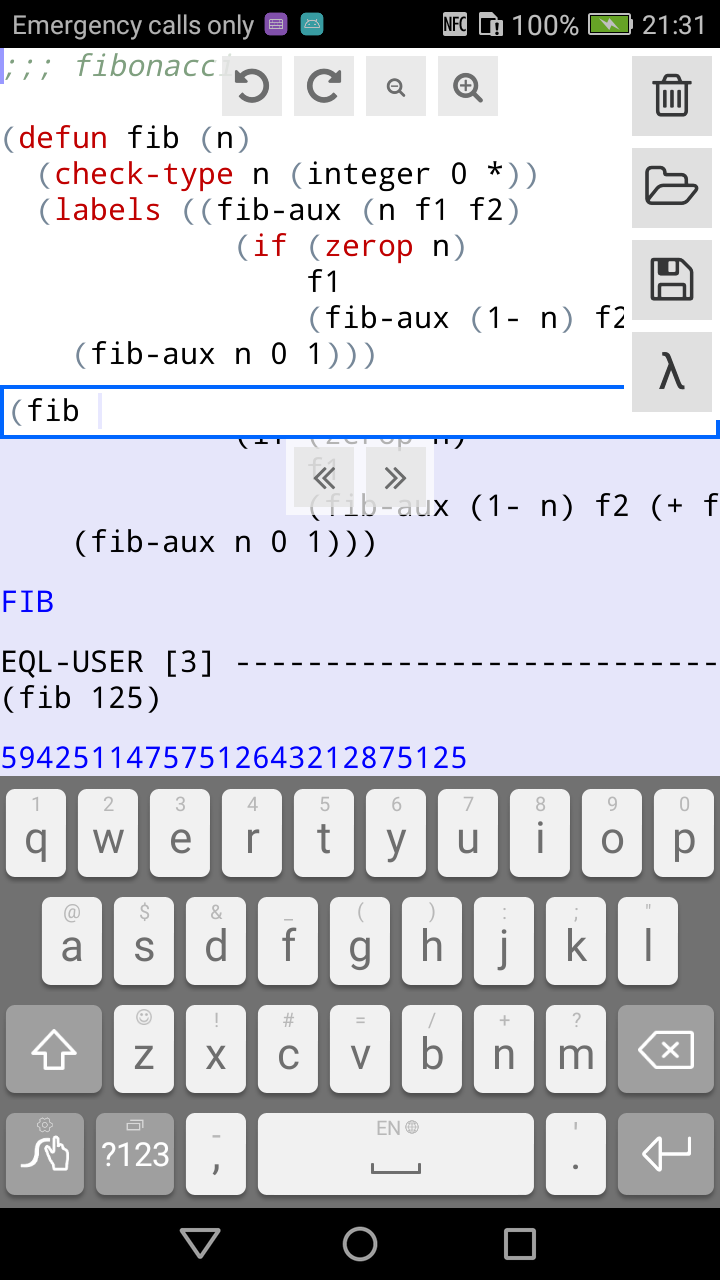 Emergency calls only NFC 100% 21:31
;;; fibonacci
(defun fib (n)
  (check-type n (integer 0 *))
  (labels ((fib-aux (n f1 f2)
             (if (zerop n)
                 f1
                 (fib-aux (1- n) f2
    (fib-aux n 0 1)))
λ
(fib
             (if (zerop n)
                 f1
                 (fib-aux (1- n) f2 (+ f
    (fib-aux n 0 1)))
FIB
EQL-USER [3] ---------------------------
(fib 125)
59425114757512643212875125
1 2 3 4 5 6 7 8 9 0
q w e r t y u i o p
@ $ & _ ( ) : ; "
a s d f g h j k l
! # = / + ?
z x c v b n m
- EN '
?123 , .